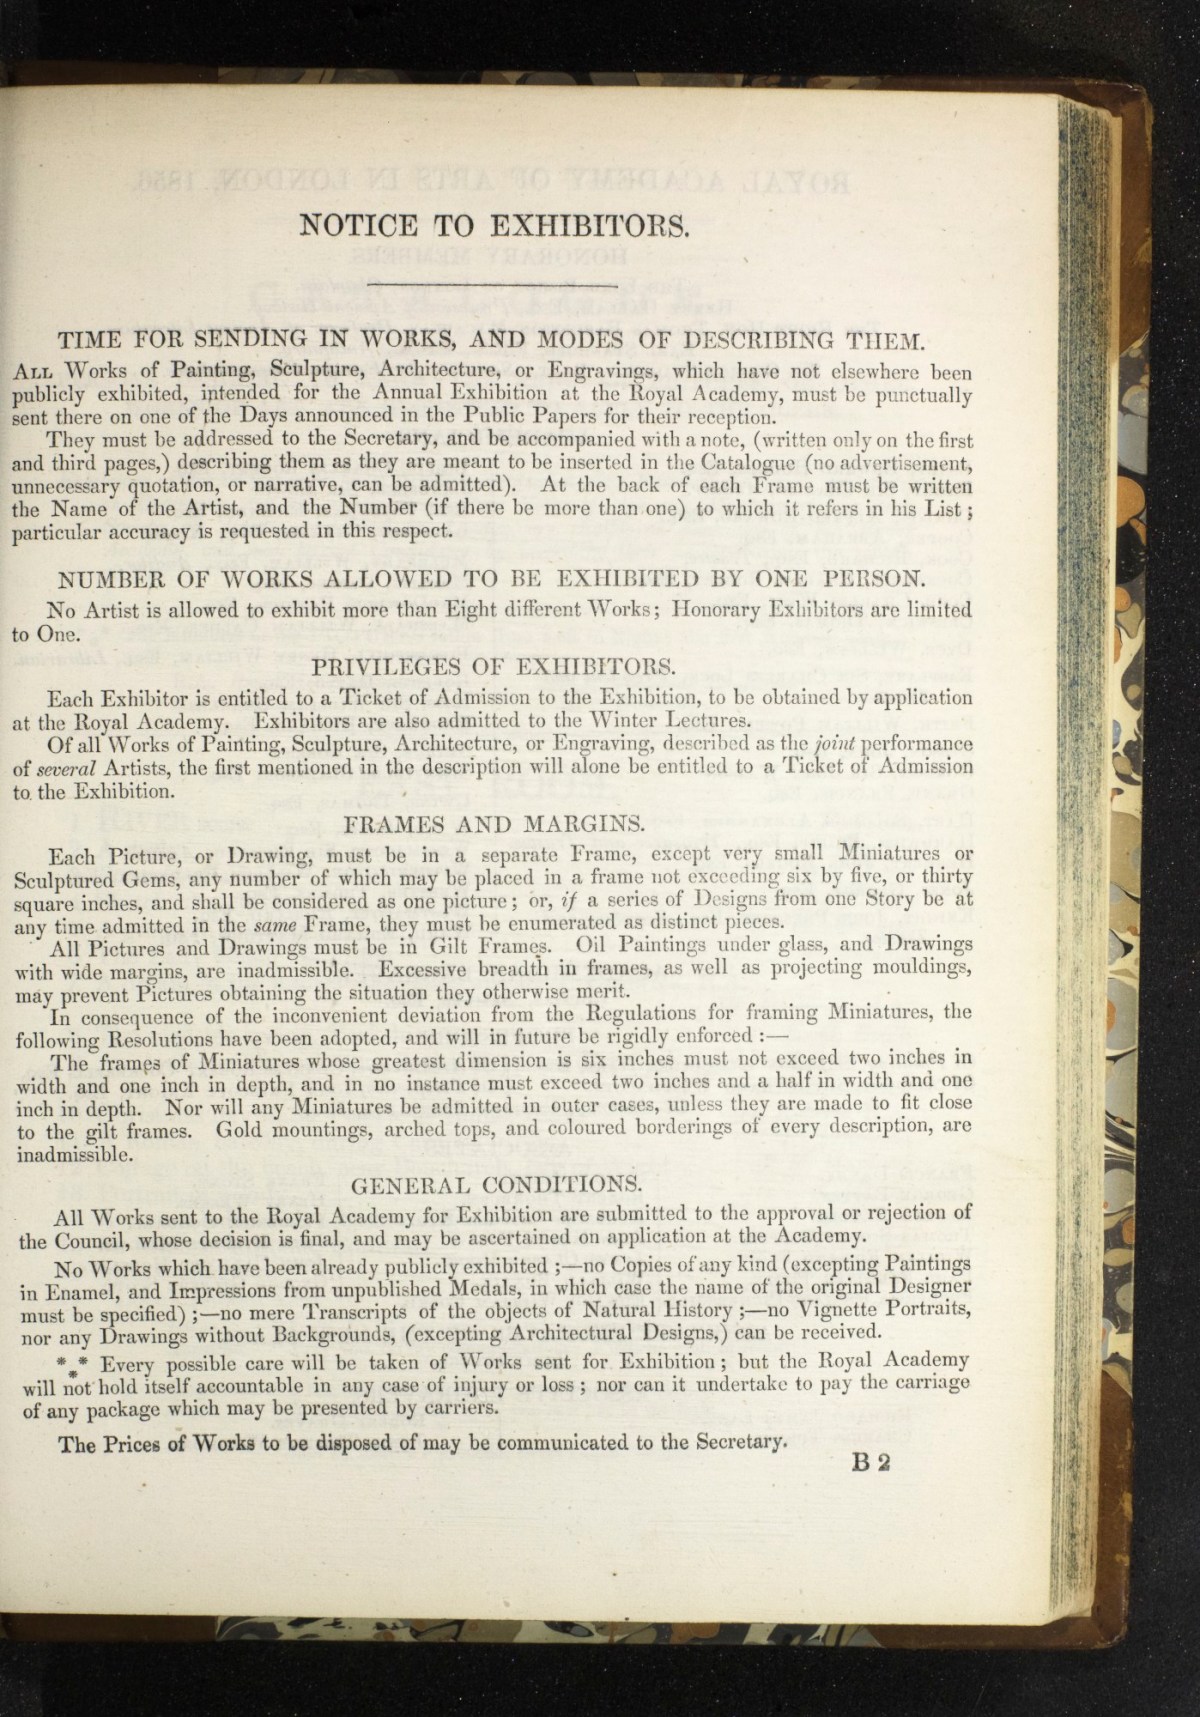 NOTICE TO EXHIBITORS.
TIME FOR SENDING IN WORKS, AND MODES OF DESCRIBING THEM.
ALL Works of Painting, Sculpture, Architecture, or Engravings, which have not elsewhere been
publicly exhibited, intended for the Annual Exhibition at the Royal Academy, must be punctually
sent there on one of the Days announced in the Public Papers for their reception.
They must be addressed to the Secretary, and be accompanied with a note, (written only on the first
and third pages,) describing them as they are meant to be inserted in the Catalogue (no advertisement,
unnecessary quotation, or narrative, can be admitted). At the back of each Frame must be written
the Name of the Artist, and the Number (if there be more than one) to which it refers in his List;
particular accuracy is requested in this respect.
NUMBER OF WORKS ALLOWED TO BE EXHIBITED BY ONE PERSON.
No Artist is allowed to exhibit more than Eight different Works; Honorary Exhibitors are limited
to One.
PRIVILEGES OF EXHIBITORS.
Each Exhibitor is entitled to a Ticket of Admission to the Exhibition, to be obtained by application
at the Royal Academy. Exhibitors are also admitted to the Winter Lectures.
Of all Works of Painting, Sculpture, Architecture, or Engraving, described as the joint performance
of several Artists, the first mentioned in the description will alone be entitled to a Ticket of Admission
to the Exhibition.
FRAMES AND MARGINS.
Each Picture, or Drawing, must be in a separate Frame, except very small Miniatures or
Sculptured Gems, any number of which may be placed in a frame not exceeding six by five, or thirty
square inches, and shall be considered as one picture; or, if a series of Designs from one Story be at
any time admitted in the same Frame, they must be enumerated as distinct pieces.
All Pictures and Drawings must be in Gilt Frames. Oil Paintings under glass, and Drawings
with wide margins, are inadmissible. Excessive breadth in frames, as well as projecting mouldings,
may prevent Pictures obtaining the situation they otherwise merit.
In consequence of the inconvenient deviation from the Regulations for framing Miniatures, the
following Resolutions have been adopted, and will in future be rigidly enforced :—
The frames of Miniatures whose greatest dimension is six inches must not exceed two inches in
width and one inch in depth, and in no instance must exceed two inches and a half in width and one
inch in depth. Nor will any Miniatures be admitted in outer cases, unless they are made to fit close
to the gilt frames. Gold mountings, arched tops, and coloured borderings of every description, are
inadmissible.
GENERAL CONDITIONS.
All Works sent to the Royal Academy for Exhibition are submitted to the approval or rejection of
the Council, whose decision is final, and may be ascertained on application at the Academy.
No Works which have been already publicly exhibited ;—no Copies of any kind (excepting Paintings
in Enamel, and Impressions from unpublished Medals, in which case the name of the original Designer
must be specified) ;—no mere Transcripts of the objects of Natural History ;—no Vignette Portraits,
nor any Drawings without Backgrounds, (excepting Architectural Designs,) can be received.
*** Every possible care will be taken of Works sent for Exhibition; but the Royal Academy
will not hold itself accountable in any case of injury or loss; nor can it undertake to pay the carriage
of any package which may be presented by carriers.
The Prices of Works to be disposed of may be communicated to the Secretary.
B 2